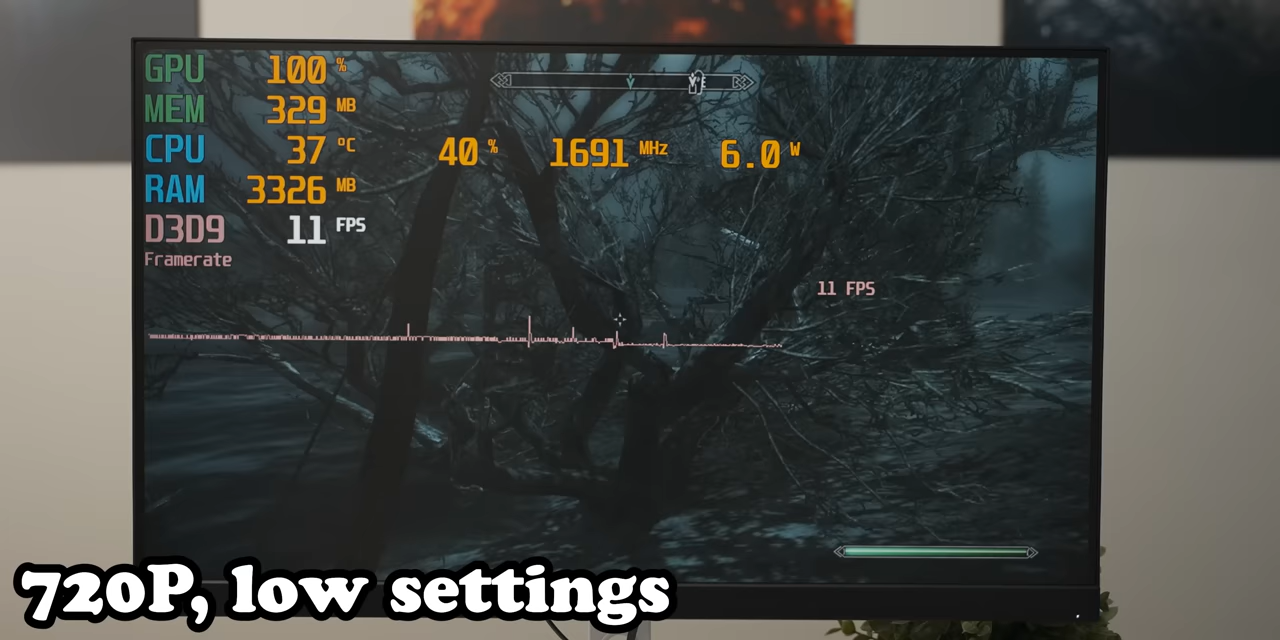 GPU 100 %
MEM 329 MB
CPU 37 °C 40 % 1691 MHz 6.0 W
RAM 3326 MB
D3D9 11 FPS
Framerate
11 FPS
720P, low settings